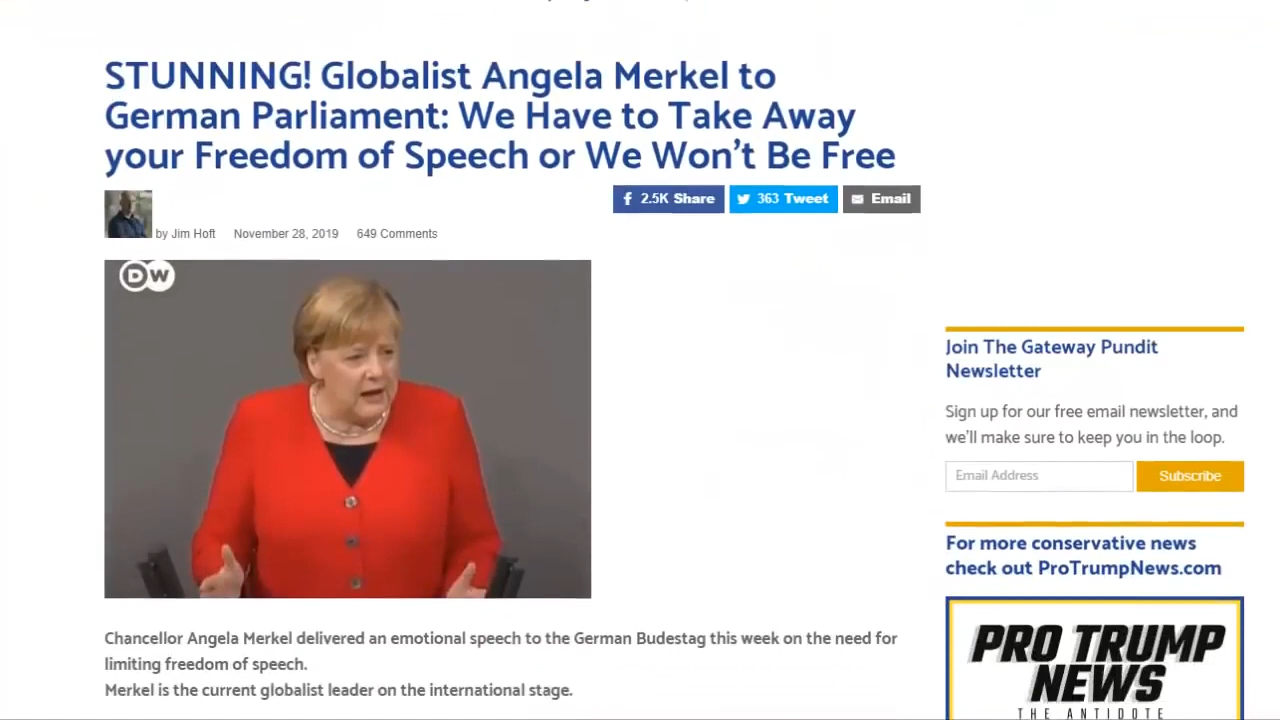 STUNNING! Globalist Angela Merkel to
German Parliament: We Have to Take Away
your Freedom of Speech or We Won't Be Free
2.5K Share
363 Tweet
Email
by Jim Hoft
November 28, 2019
649 Comments
DW
Join The Gateway Pundit
Newsletter
Sign up for our free email newsletter, and
we'll make sure to keep you in the loop.
Email Address
Subscribe
For more conservative news
check out ProTrumpNews.com
PRO TRUMP
NEWS
THE ANTIDOTE
Chancellor Angela Merkel delivered an emotional speech to the German Budestag this week on the need for
limiting freedom of speech.
Merkel is the current globalist leader on the international stage.